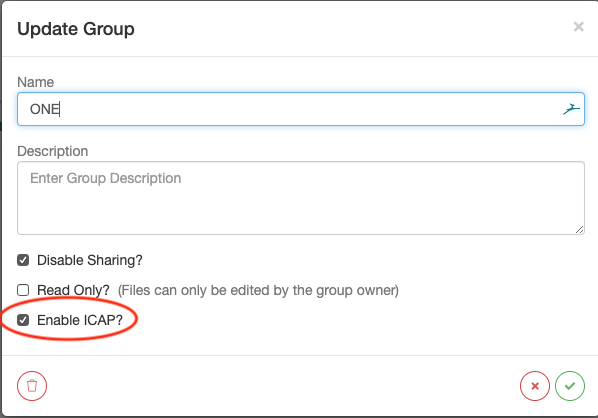 Update Group
Name
ONE
Description
Enter Group Description
Disable Sharing?
Read Only? (Files can only be edited by the group owner)
Enable ICAP?